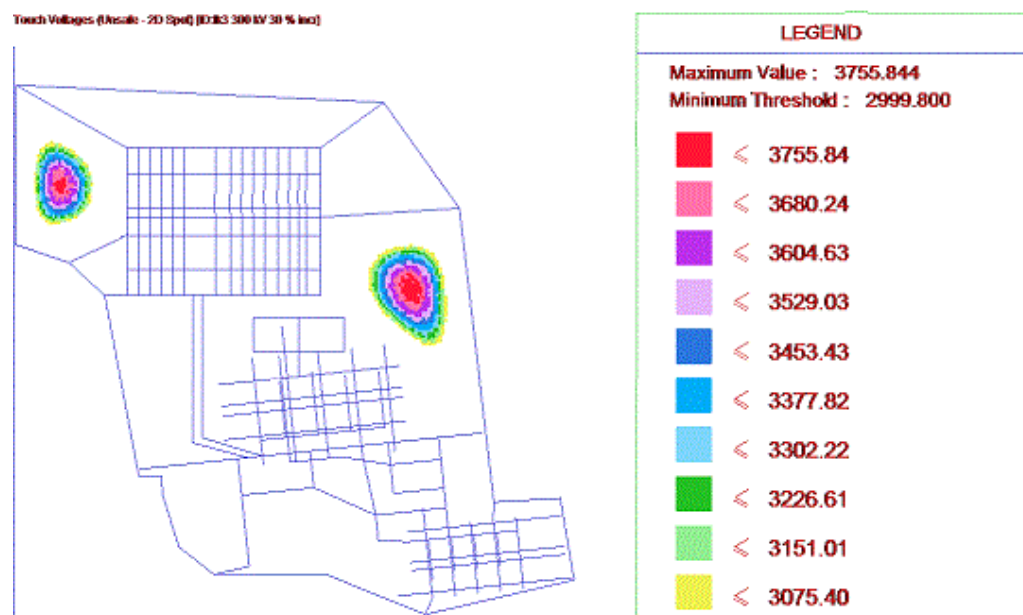 Touch Voltages (Unsafe - 2D Spot) [ID:Ik3 300 kV 30 % incr]
LEGEND
Maximum Value : 3755.844
Minimum Threshold : 2999.800
≤ 3755.84
≤ 3680.24
≤ 3604.63
≤ 3529.03
≤ 3453.43
≤ 3377.82
≤ 3302.22
≤ 3226.61
≤ 3151.01
≤ 3075.40